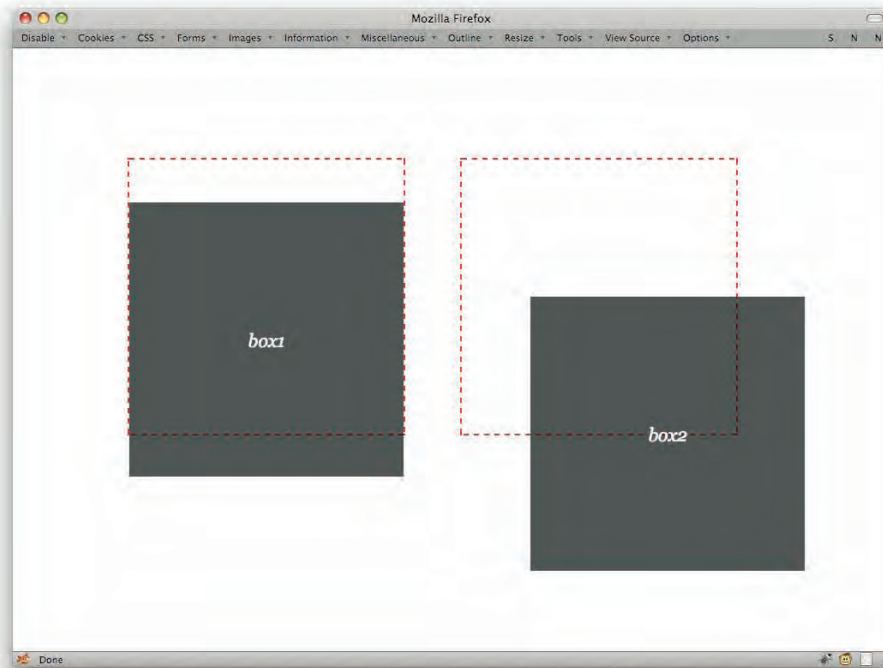 Mozilla Firefox
Disable Cookies CSS Forms Images Information Miscellaneous Outline Resize Tools View Source Options S N N
box1
box2
Done